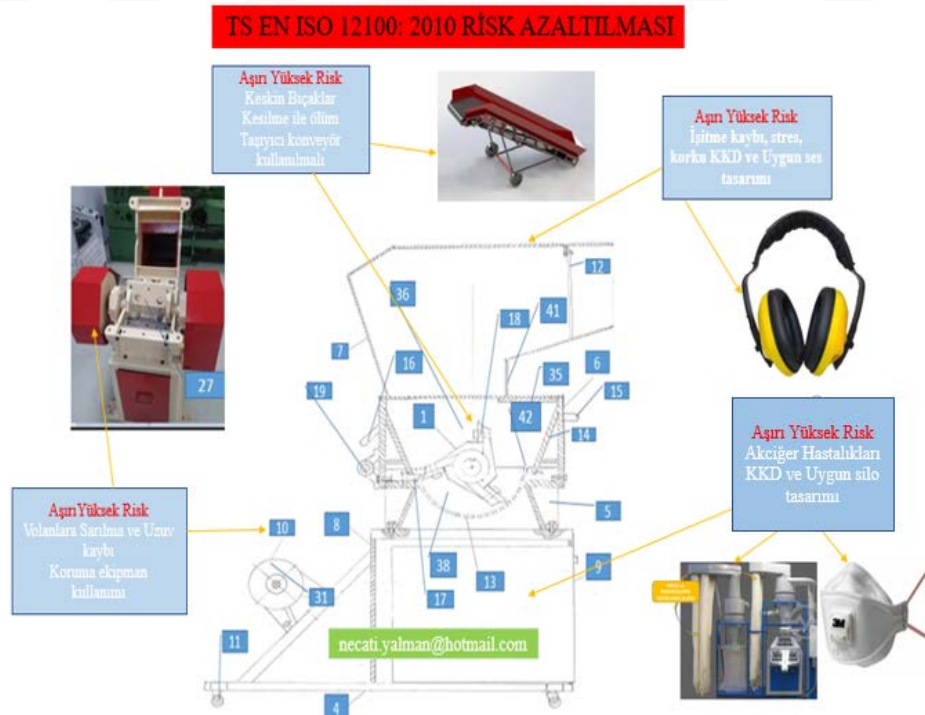 TS EN ISO 12100: 2010 RİSK AZALTILMASI
Aşırı Yüksek Risk
Keskin Bıçaklar
Kesilme ile ölüm
Taşıyıcı konveyör
kullanılmalı
Aşırı Yüksek Risk
İşitme kaybı, stres,
korku KKD ve Uygun ses
tasarımı
12
36
41
18
7
16
6
27
19
35
15
1
42
14
Aşırı Yüksek Risk
Akciğer Hastalıkları
KKD ve Uygun silo
tasarımı
AşırıYüksek Risk
Volanlara Sarılma ve Uzuv
kaybı
Koruma ekipman
kullanımı
10
8
5
38
13
9
31
17
3M
necati.yalman@hotmail.com
11
4